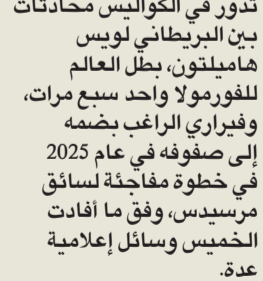 تدور في الكواليس محادثات
بين البريطاني لويس
هاميلتون، بطل العالم
للفورمولا واحد سبع مرات،
وفيراري الراغب بضمه
إلى صفوفه في عام 2025
في خطوة مفاجئة لسائق
مرسيدس، وفق ما أفادت
الخميس وسائل إعلامية
عدة.